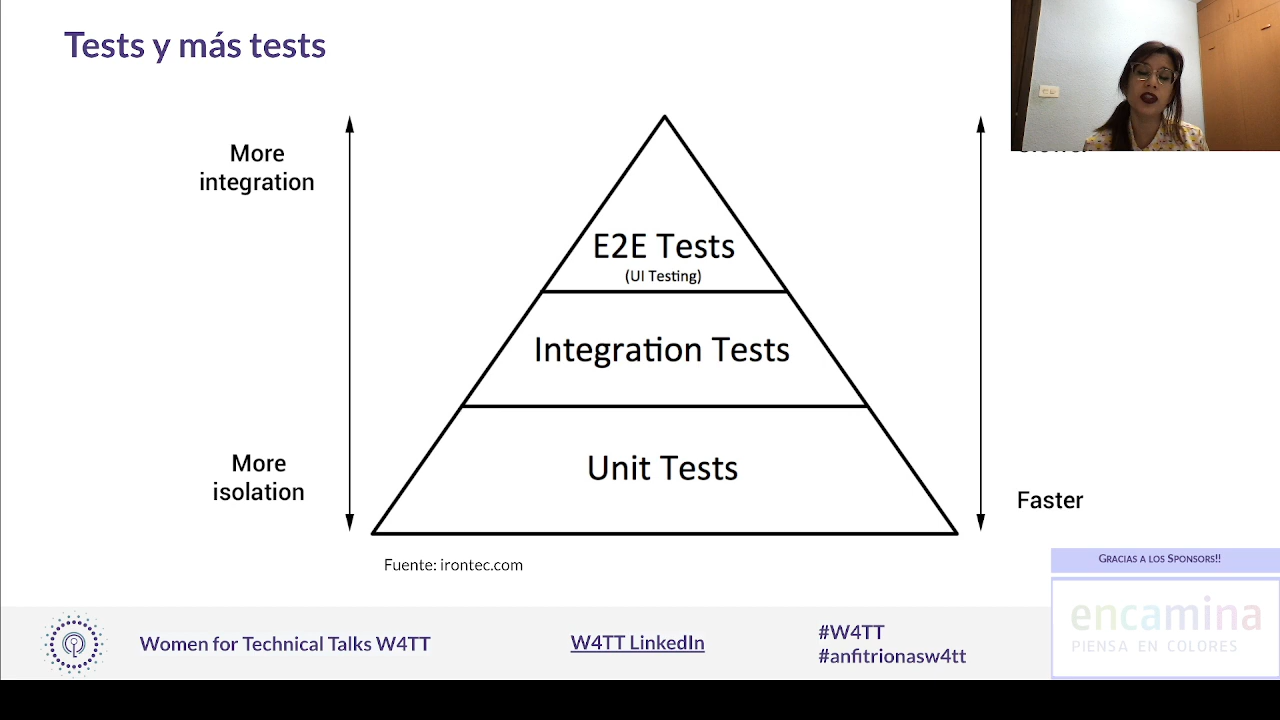 Tests y más tests
More
integration
E2E Tests
(UI Testing)
Integration Tests
More
isolation
Unit Tests
Faster
Fuente: irontec.com
GRACIAS A LOS SPONSORS!!
encamina
PIENSA EN COLORES
Women for Technical Talks W4TT
W4TT LinkedIn
#W4TT
#anfitrionasw4tt